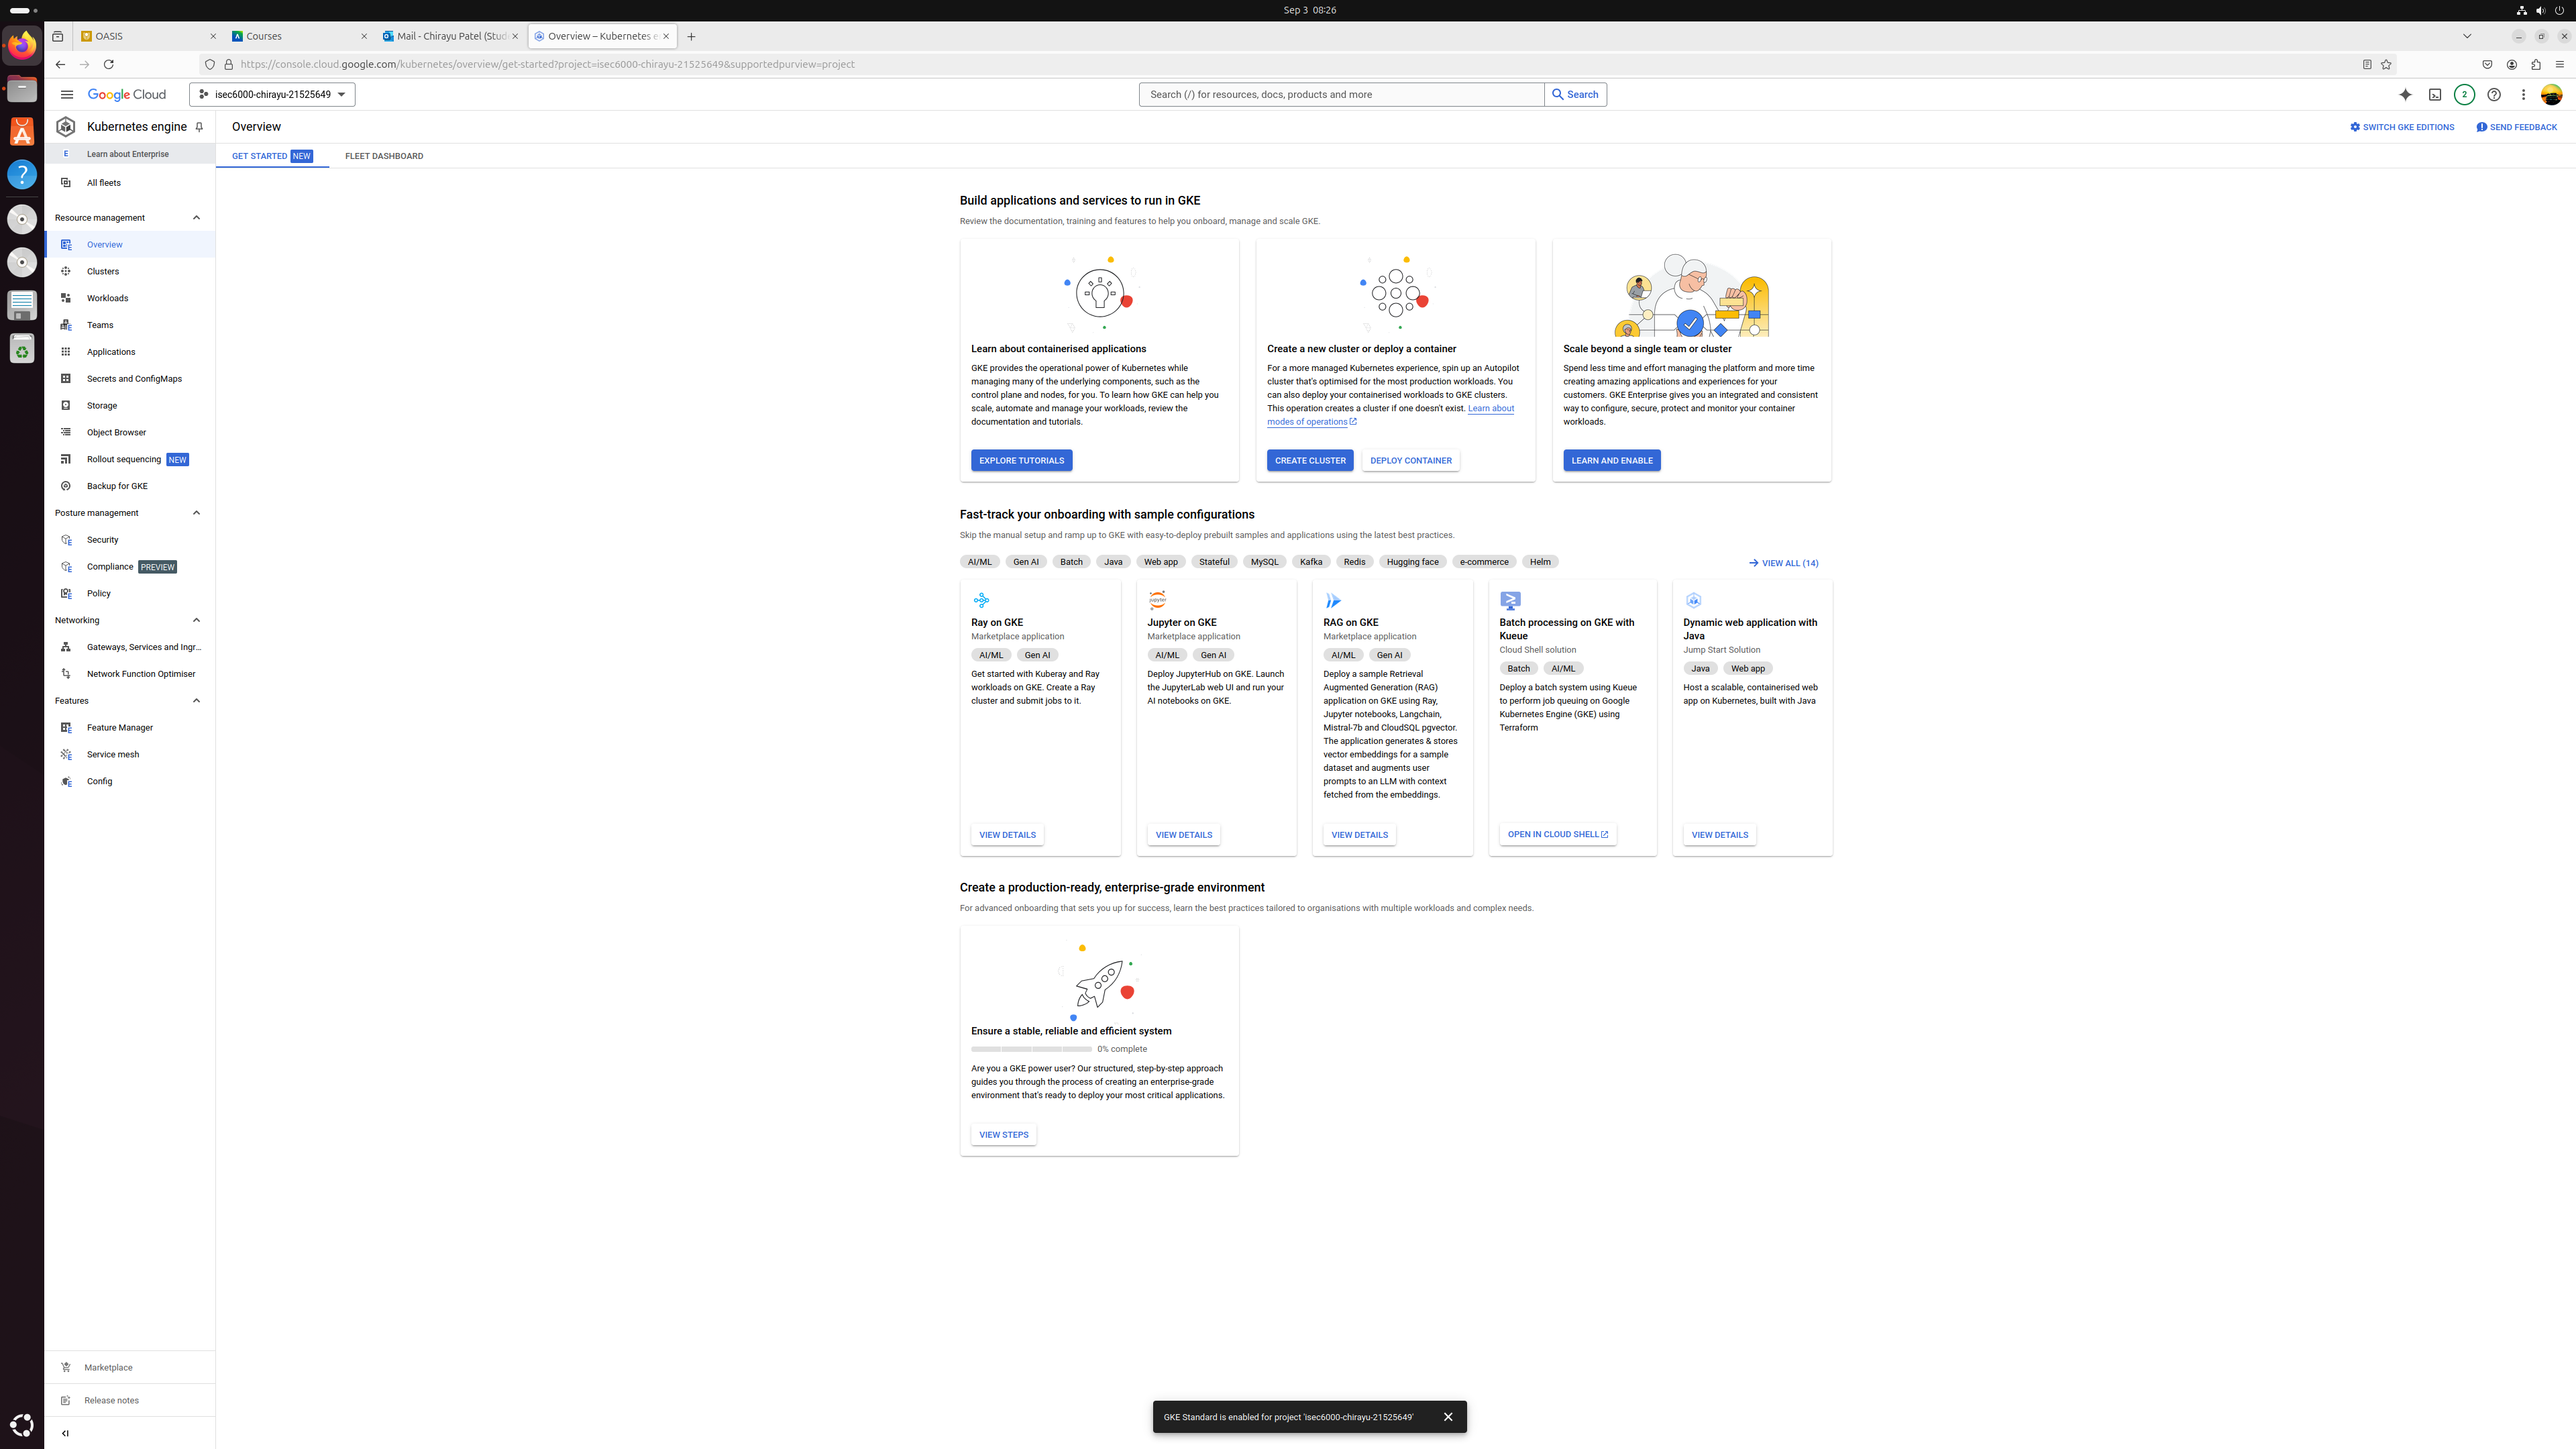 Sep 3 08:26
OASIS
Courses
Mail - Chirayu Patel (Stud
Overview – Kubernetes e
https://console.cloud.google.com/kubernetes/overview/get-started?project=isec6000-chirayu-21525649&supportedpurview=project
Google Cloud
isec6000-chirayu-21525649
Search (/) for resources, docs, products and more
Search
2
Kubernetes engine
Overview
SWITCH GKE EDITIONS
SEND FEEDBACK
E Learn about Enterprise
GET STARTED NEW
FLEET DASHBOARD
All fleets
Resource management
Overview
Clusters
Workloads
Teams
Applications
Secrets and ConfigMaps
Storage
Object Browser
Rollout sequencing NEW
Backup for GKE
Posture management
Security
Compliance PREVIEW
Policy
Networking
Gateways, Services and Ingr...
Network Function Optimiser
Features
Feature Manager
Service mesh
Config
Marketplace
Release notes
Build applications and services to run in GKE
Review the documentation, training and features to help you onboard, manage and scale GKE.
Learn about containerised applications
GKE provides the operational power of Kubernetes while
managing many of the underlying components, such as the
control plane and nodes, for you. To learn how GKE can help you
scale, automate and manage your workloads, review the
documentation and tutorials.
EXPLORE TUTORIALS
Create a new cluster or deploy a container
For a more managed Kubernetes experience, spin up an Autopilot
cluster that's optimised for the most production workloads. You
can also deploy your containerised workloads to GKE clusters.
This operation creates a cluster if one doesn't exist. Learn about
modes of operations
CREATE CLUSTER
DEPLOY CONTAINER
Scale beyond a single team or cluster
Spend less time and effort managing the platform and more time
creating amazing applications and experiences for your
customers. GKE Enterprise gives you an integrated and consistent
way to configure, secure, protect and monitor your container
workloads.
LEARN AND ENABLE
Fast-track your onboarding with sample configurations
Skip the manual setup and ramp up to GKE with easy-to-deploy prebuilt samples and applications using the latest best practices.
AI/ML Gen AI Batch Java Web app Stateful MySQL Kafka Redis Hugging face e-commerce Helm
VIEW ALL (14)
Ray on GKE
Marketplace application
AI/ML Gen AI
Get started with Kuberay and Ray
workloads on GKE. Create a Ray
cluster and submit jobs to it.
VIEW DETAILS
jupyter
Jupyter on GKE
Marketplace application
AI/ML Gen AI
Deploy JupyterHub on GKE. Launch
the JupyterLab web UI and run your
AI notebooks on GKE.
VIEW DETAILS
RAG on GKE
Marketplace application
AI/ML Gen AI
Deploy a sample Retrieval
Augmented Generation (RAG)
application on GKE using Ray,
Jupyter notebooks, Langchain,
Mistral-7b and CloudSQL pgvector.
The application generates & stores
vector embeddings for a sample
dataset and augments user
prompts to an LLM with context
fetched from the embeddings.
VIEW DETAILS
Batch processing on GKE with
Kueue
Cloud Shell solution
Batch AI/ML
Deploy a batch system using Kueue
to perform job queuing on Google
Kubernetes Engine (GKE) using
Terraform
OPEN IN CLOUD SHELL
Dynamic web application with
Java
Jump Start Solution
Java Web app
Host a scalable, containerised web
app on Kubernetes, built with Java
VIEW DETAILS
Create a production-ready, enterprise-grade environment
For advanced onboarding that sets you up for success, learn the best practices tailored to organisations with multiple workloads and complex needs.
Ensure a stable, reliable and efficient system
0% complete
Are you a GKE power user? Our structured, step-by-step approach
guides you through the process of creating an enterprise-grade
environment that's ready to deploy your most critical applications.
VIEW STEPS
GKE Standard is enabled for project 'isec6000-chirayu-21525649'